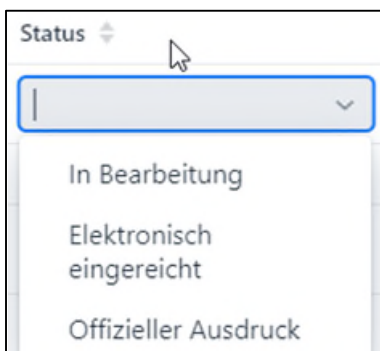 Status
In Bearbeitung
Elektronisch
eingereicht
Offizieller Ausdruck